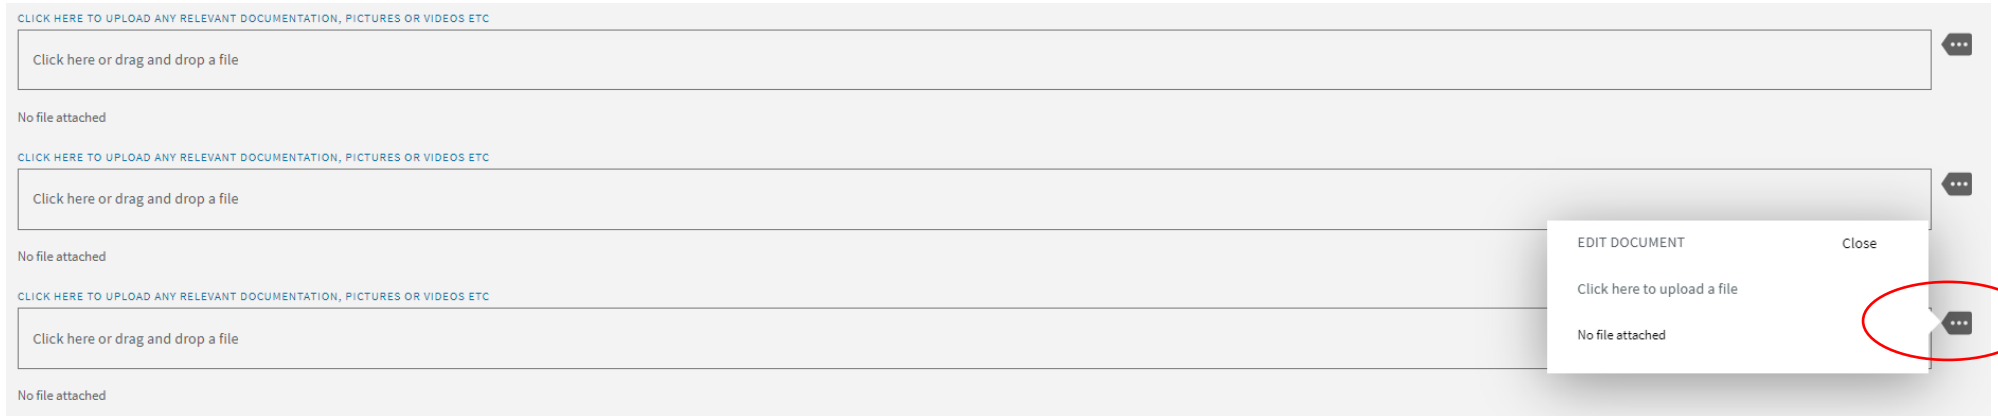 CLICK HERE TO UPLOAD ANY RELEVANT DOCUMENTATION, PICTURES OR VIDEOS ETC
Click here or drag and drop a file
No file attached
CLICK HERE TO UPLOAD ANY RELEVANT DOCUMENTATION, PICTURES OR VIDEOS ETC
Click here or drag and drop a file
No file attached
CLICK HERE TO UPLOAD ANY RELEVANT DOCUMENTATION, PICTURES OR VIDEOS ETC
Click here or drag and drop a file
No file attached
EDIT DOCUMENT Close
Click here to upload a file
No file attached